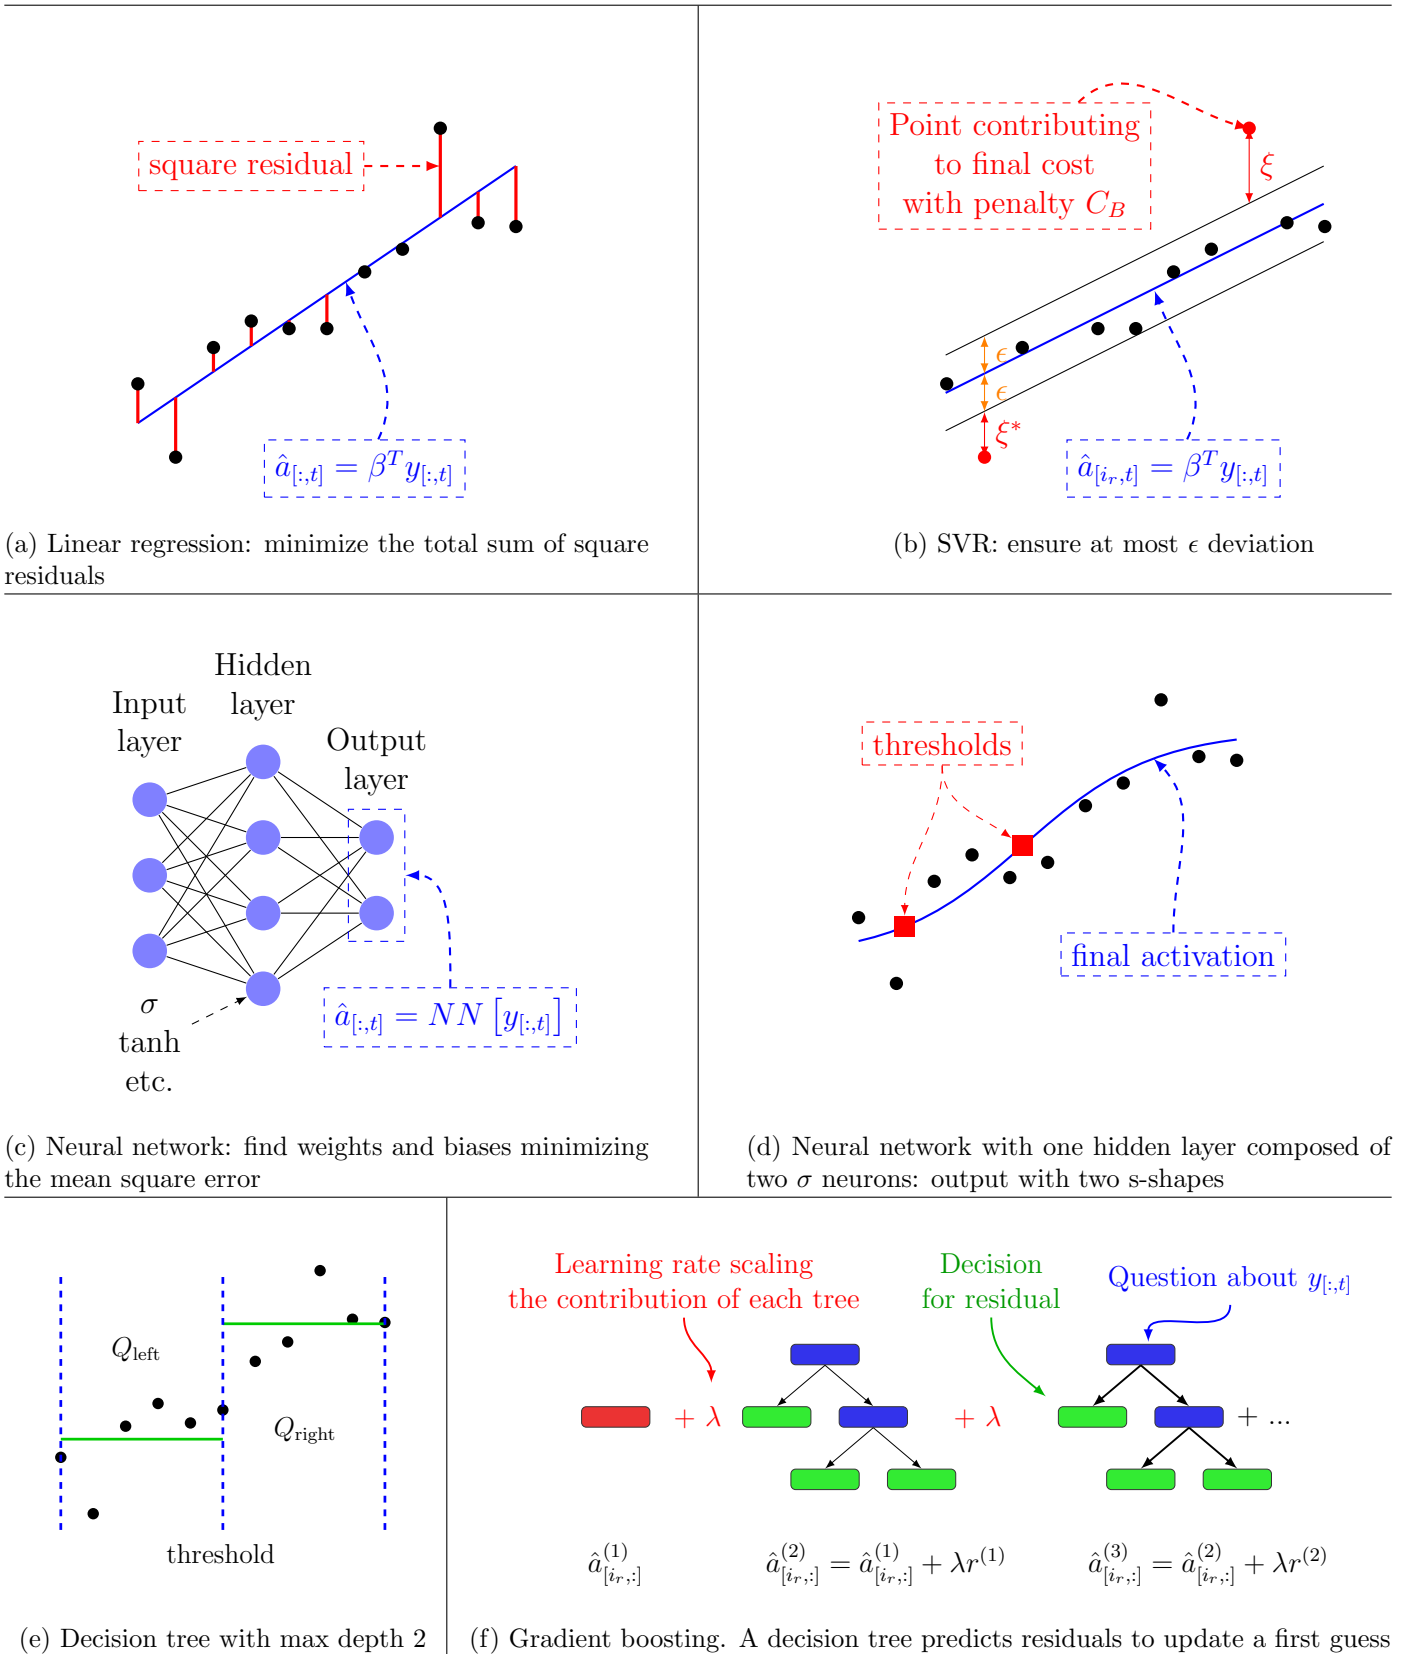 square residual
â[:,t] = β^T y[:,t]
(a) Linear regression: minimize the total sum of square
residuals
Point contributing
to final cost
with penalty C_B
ξ
ϵ
ϵ
ξ*
â[i_r,t] = β^T y[:,t]
(b) SVR: ensure at most ϵ deviation
Hidden
layer
Input
layer
Output
layer
σ
tanh
etc.
â[:,t] = NN [y[:,t]]
(c) Neural network: find weights and biases minimizing
the mean square error
thresholds
final activation
(d) Neural network with one hidden layer composed of
two σ neurons: output with two s-shapes
Q_left
Q_right
threshold
(e) Decision tree with max depth 2
Learning rate scaling
the contribution of each tree
Decision
for residual
Question about y[:,t]
+ λ
+ λ
+ ...
â^(1)[i_r,:]
â^(2)[i_r,:] = â^(1)[i_r,:] + λr^(1)
â^(3)[i_r,:] = â^(2)[i_r,:] + λr^(2)
(f) Gradient boosting. A decision tree predicts residuals to update a first guess